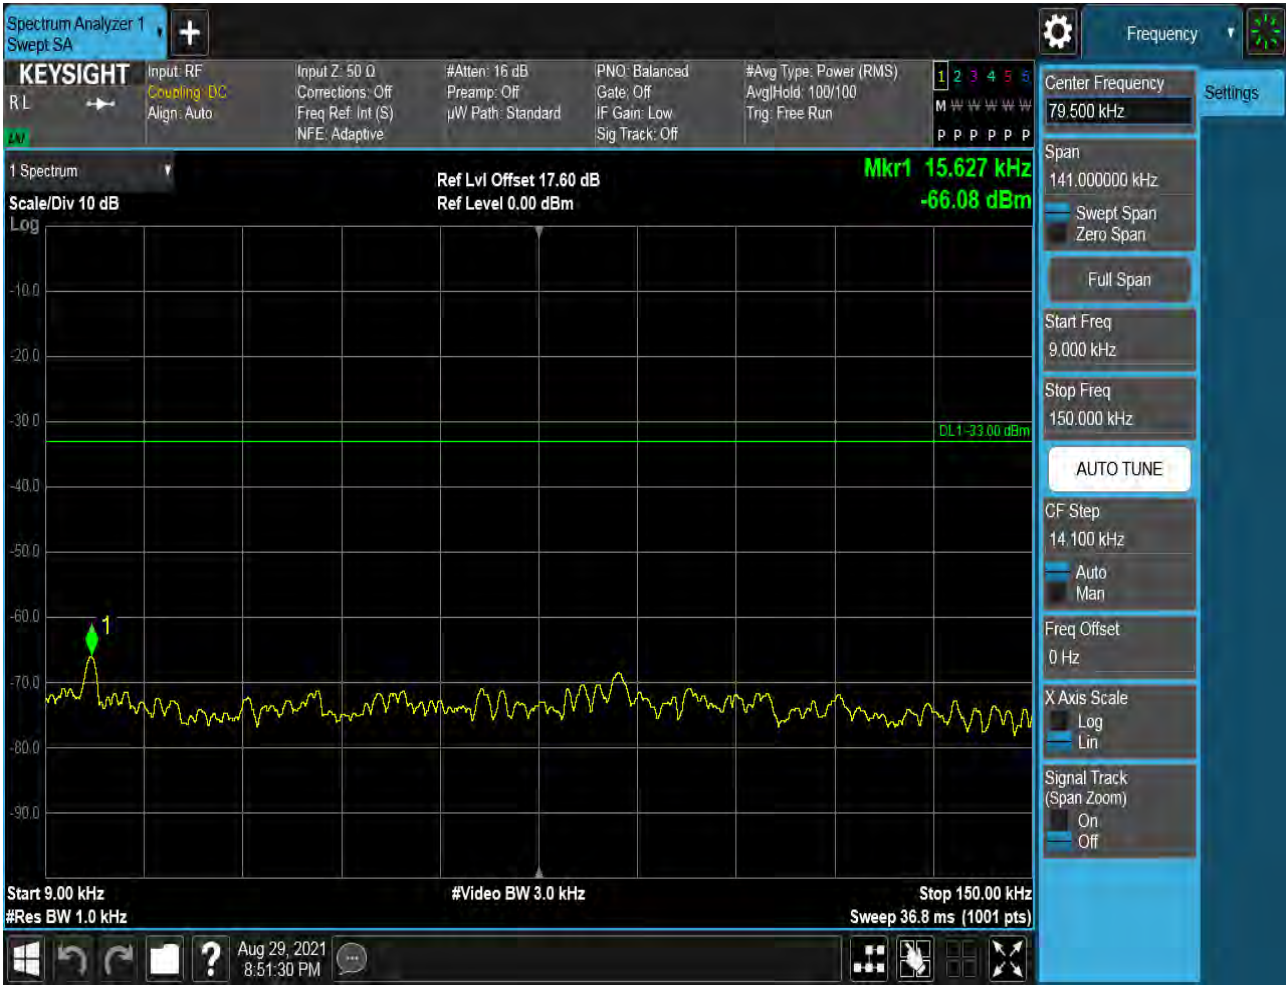 Spectrum Analyzer 1
Swept SA
Frequency
KEYSIGHT
R L
LXI
Input: RF
Coupling: DC
Align: Auto
Input Z: 50 Ω
Corrections: Off
Freq Ref: Int (S)
NFE: Adaptive
#Atten: 16 dB
Preamp: Off
µW Path: Standard
PNO: Balanced
Gate: Off
IF Gain: Low
Sig Track: Off
#Avg Type: Power (RMS)
Avg|Hold: 100/100
Trig: Free Run
1 2 3 4 5 6
M W W W W W
P P P P P P
1 Spectrum
Scale/Div 10 dB
Log
Ref Lvl Offset 17.60 dB
Ref Level 0.00 dBm
Mkr1 15.627 kHz
-66.08 dBm
-10.0
-20.0
-30.0
DL1 -33.00 dBm
-40.0
-50.0
-60.0
1
-70.0
-80.0
-90.0
Start 9.00 kHz
#Video BW 3.0 kHz
Stop 150.00 kHz
#Res BW 1.0 kHz
Sweep 36.8 ms (1001 pts)
Aug 29, 2021
8:51:30 PM
Center Frequency
79.500 kHz
Settings
Span
141.000000 kHz
Swept Span
Zero Span
Full Span
Start Freq
9.000 kHz
Stop Freq
150.000 kHz
AUTO TUNE
CF Step
14.100 kHz
Auto
Man
Freq Offset
0 Hz
X Axis Scale
Log
Lin
Signal Track
(Span Zoom)
On
Off